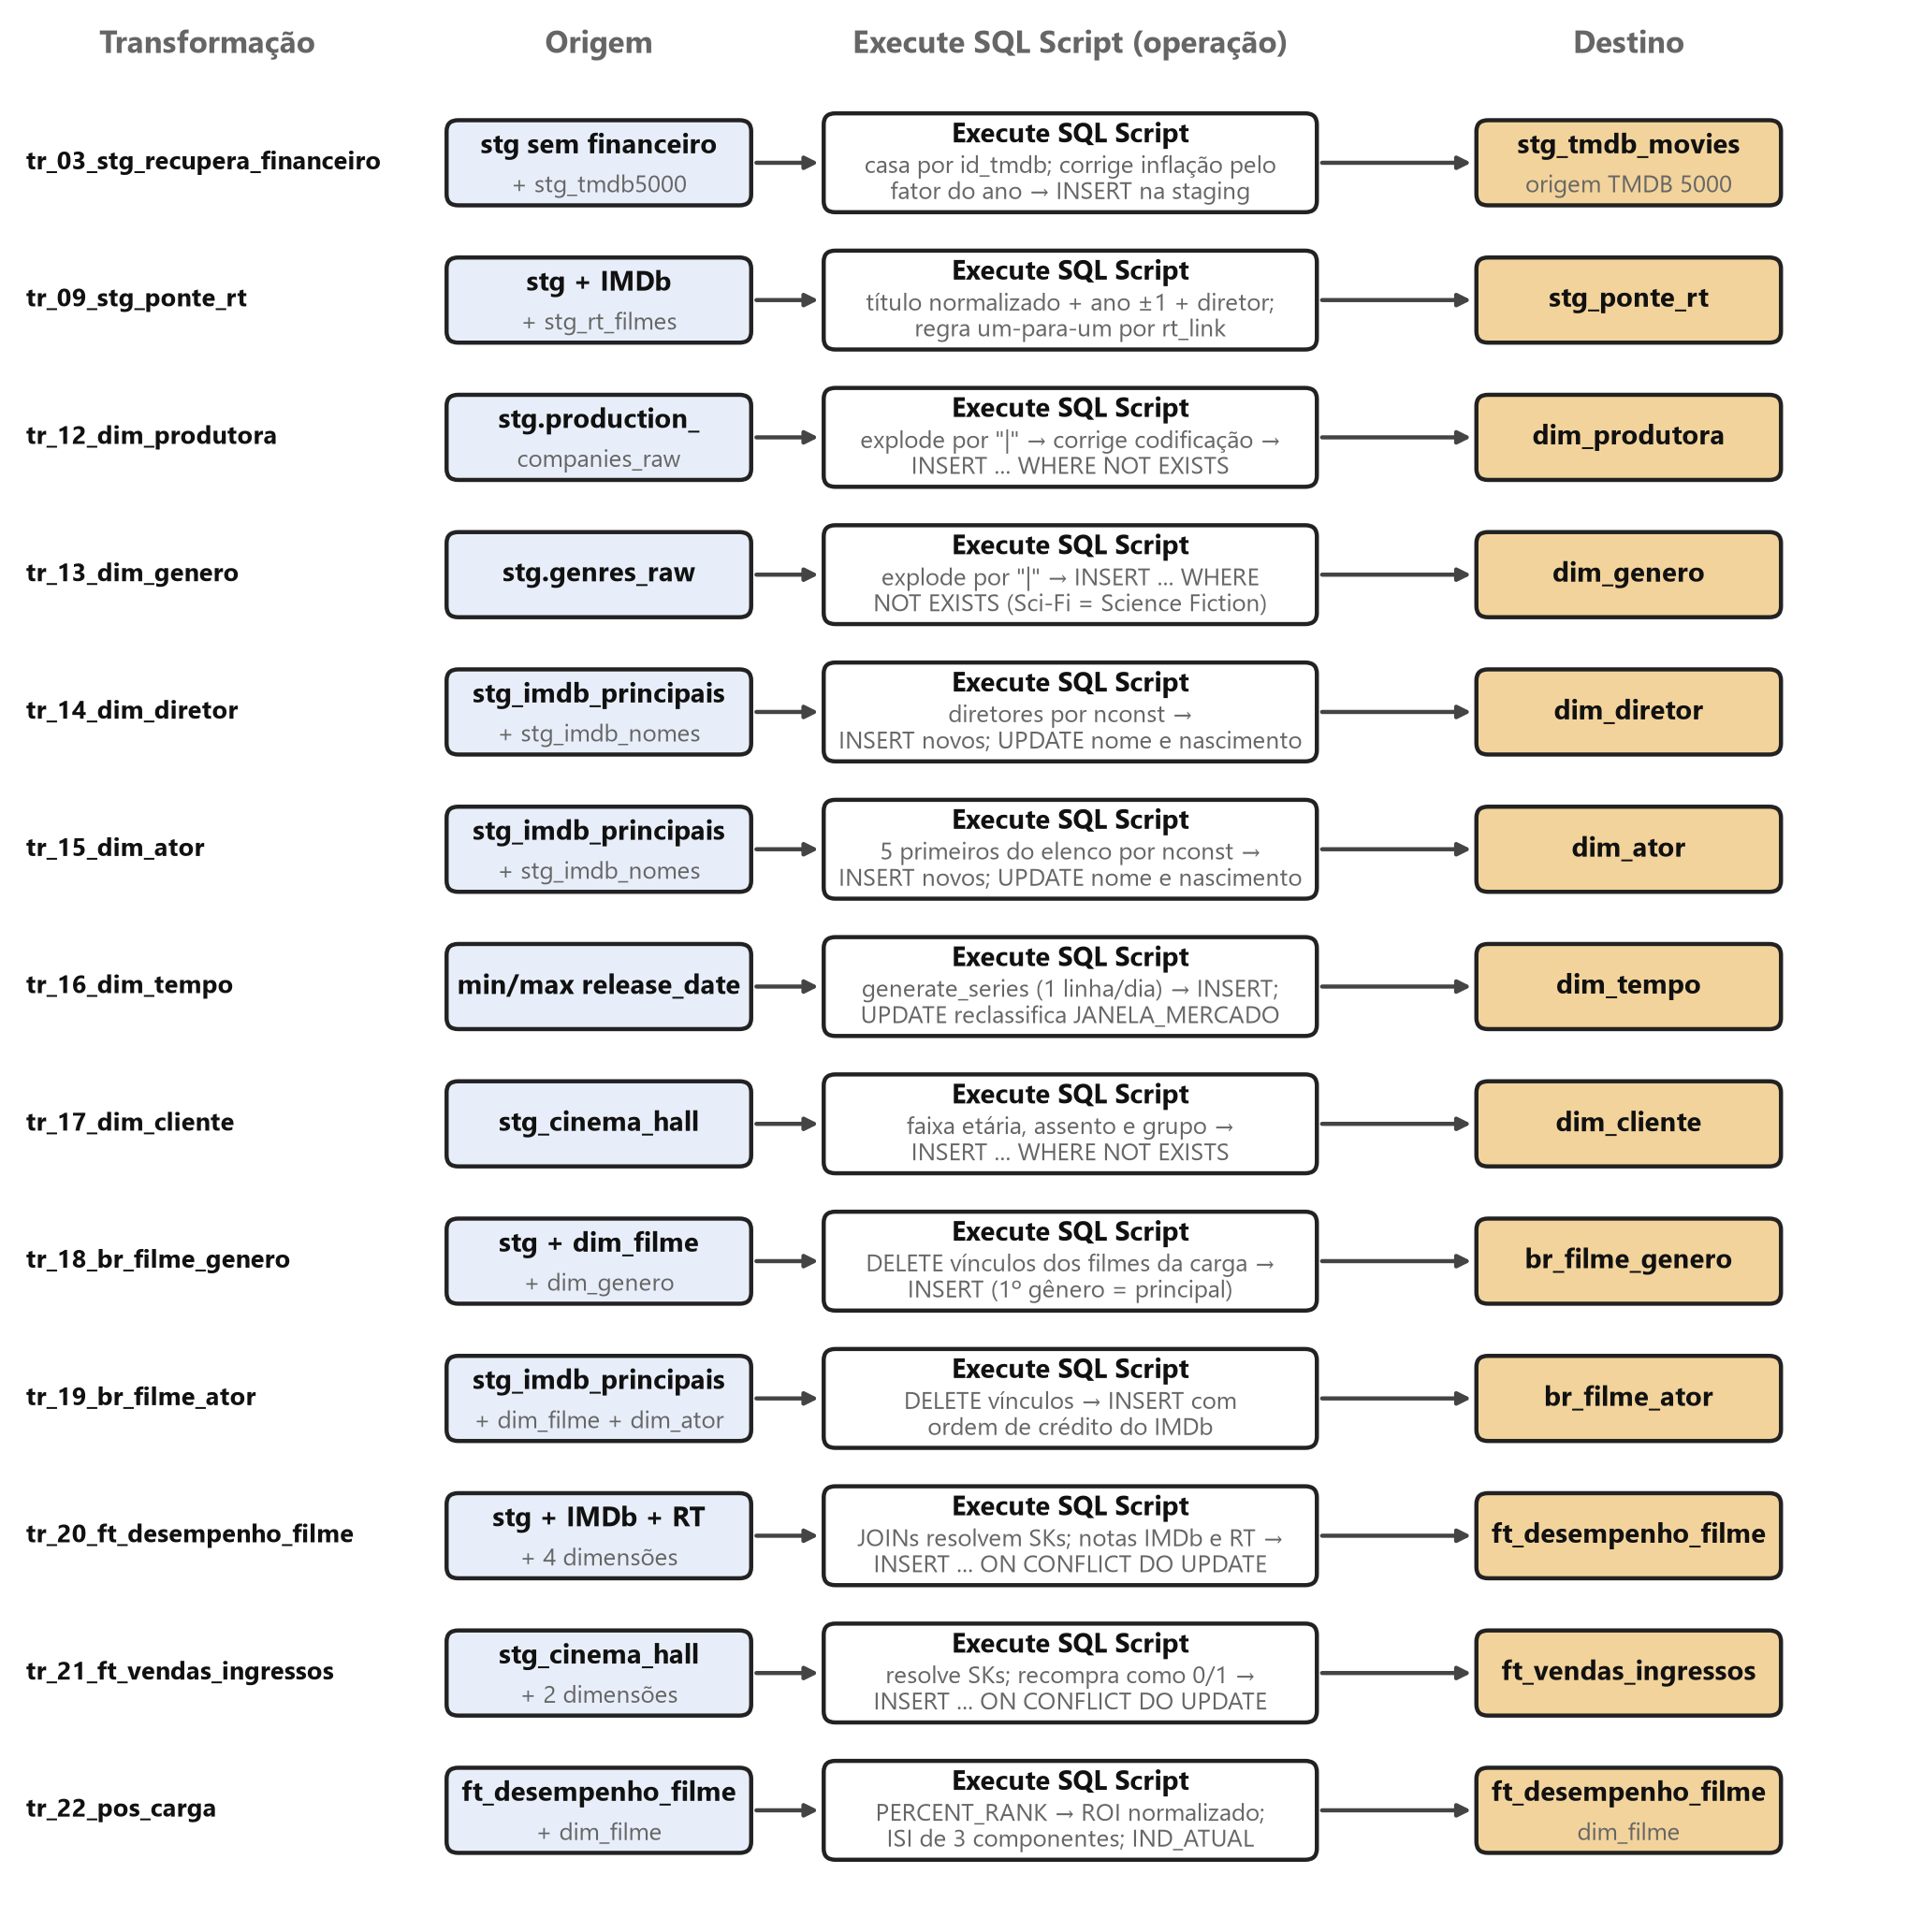 Transformação
Origem
Execute SQL Script (operação)
Destino
tr_03_stg_recupera_financeiro
stg sem financeiro
+ stg_tmdb5000
Execute SQL Script
casa por id_tmdb; corrige inflação pelo
fator do ano → INSERT na staging
stg_tmdb_movies
origem TMDB 5000
tr_09_stg_ponte_rt
stg + IMDb
+ stg_rt_filmes
Execute SQL Script
título normalizado + ano ±1 + diretor;
regra um-para-um por rt_link
stg_ponte_rt
tr_12_dim_produtora
stg.production_
companies_raw
Execute SQL Script
explode por "|" → corrige codificação →
INSERT ... WHERE NOT EXISTS
dim_produtora
tr_13_dim_genero
stg.genres_raw
Execute SQL Script
explode por "|" → INSERT ... WHERE
NOT EXISTS (Sci-Fi = Science Fiction)
dim_genero
tr_14_dim_diretor
stg_imdb_principais
+ stg_imdb_nomes
Execute SQL Script
diretores por nconst →
INSERT novos; UPDATE nome e nascimento
dim_diretor
tr_15_dim_ator
stg_imdb_principais
+ stg_imdb_nomes
Execute SQL Script
5 primeiros do elenco por nconst →
INSERT novos; UPDATE nome e nascimento
dim_ator
tr_16_dim_tempo
min/max release_date
Execute SQL Script
generate_series (1 linha/dia) → INSERT;
UPDATE reclassifica JANELA_MERCADO
dim_tempo
tr_17_dim_cliente
stg_cinema_hall
Execute SQL Script
faixa etária, assento e grupo →
INSERT ... WHERE NOT EXISTS
dim_cliente
tr_18_br_filme_genero
stg + dim_filme
+ dim_genero
Execute SQL Script
DELETE vínculos dos filmes da carga →
INSERT (1º gênero = principal)
br_filme_genero
tr_19_br_filme_ator
stg_imdb_principais
+ dim_filme + dim_ator
Execute SQL Script
DELETE vínculos → INSERT com
ordem de crédito do IMDb
br_filme_ator
tr_20_ft_desempenho_filme
stg + IMDb + RT
+ 4 dimensões
Execute SQL Script
JOINs resolvem SKs; notas IMDb e RT →
INSERT ... ON CONFLICT DO UPDATE
ft_desempenho_filme
tr_21_ft_vendas_ingressos
stg_cinema_hall
+ 2 dimensões
Execute SQL Script
resolve SKs; recompra como 0/1 →
INSERT ... ON CONFLICT DO UPDATE
ft_vendas_ingressos
tr_22_pos_carga
ft_desempenho_filme
+ dim_filme
Execute SQL Script
PERCENT_RANK → ROI normalizado;
ISI de 3 componentes; IND_ATUAL
ft_desempenho_filme
dim_filme